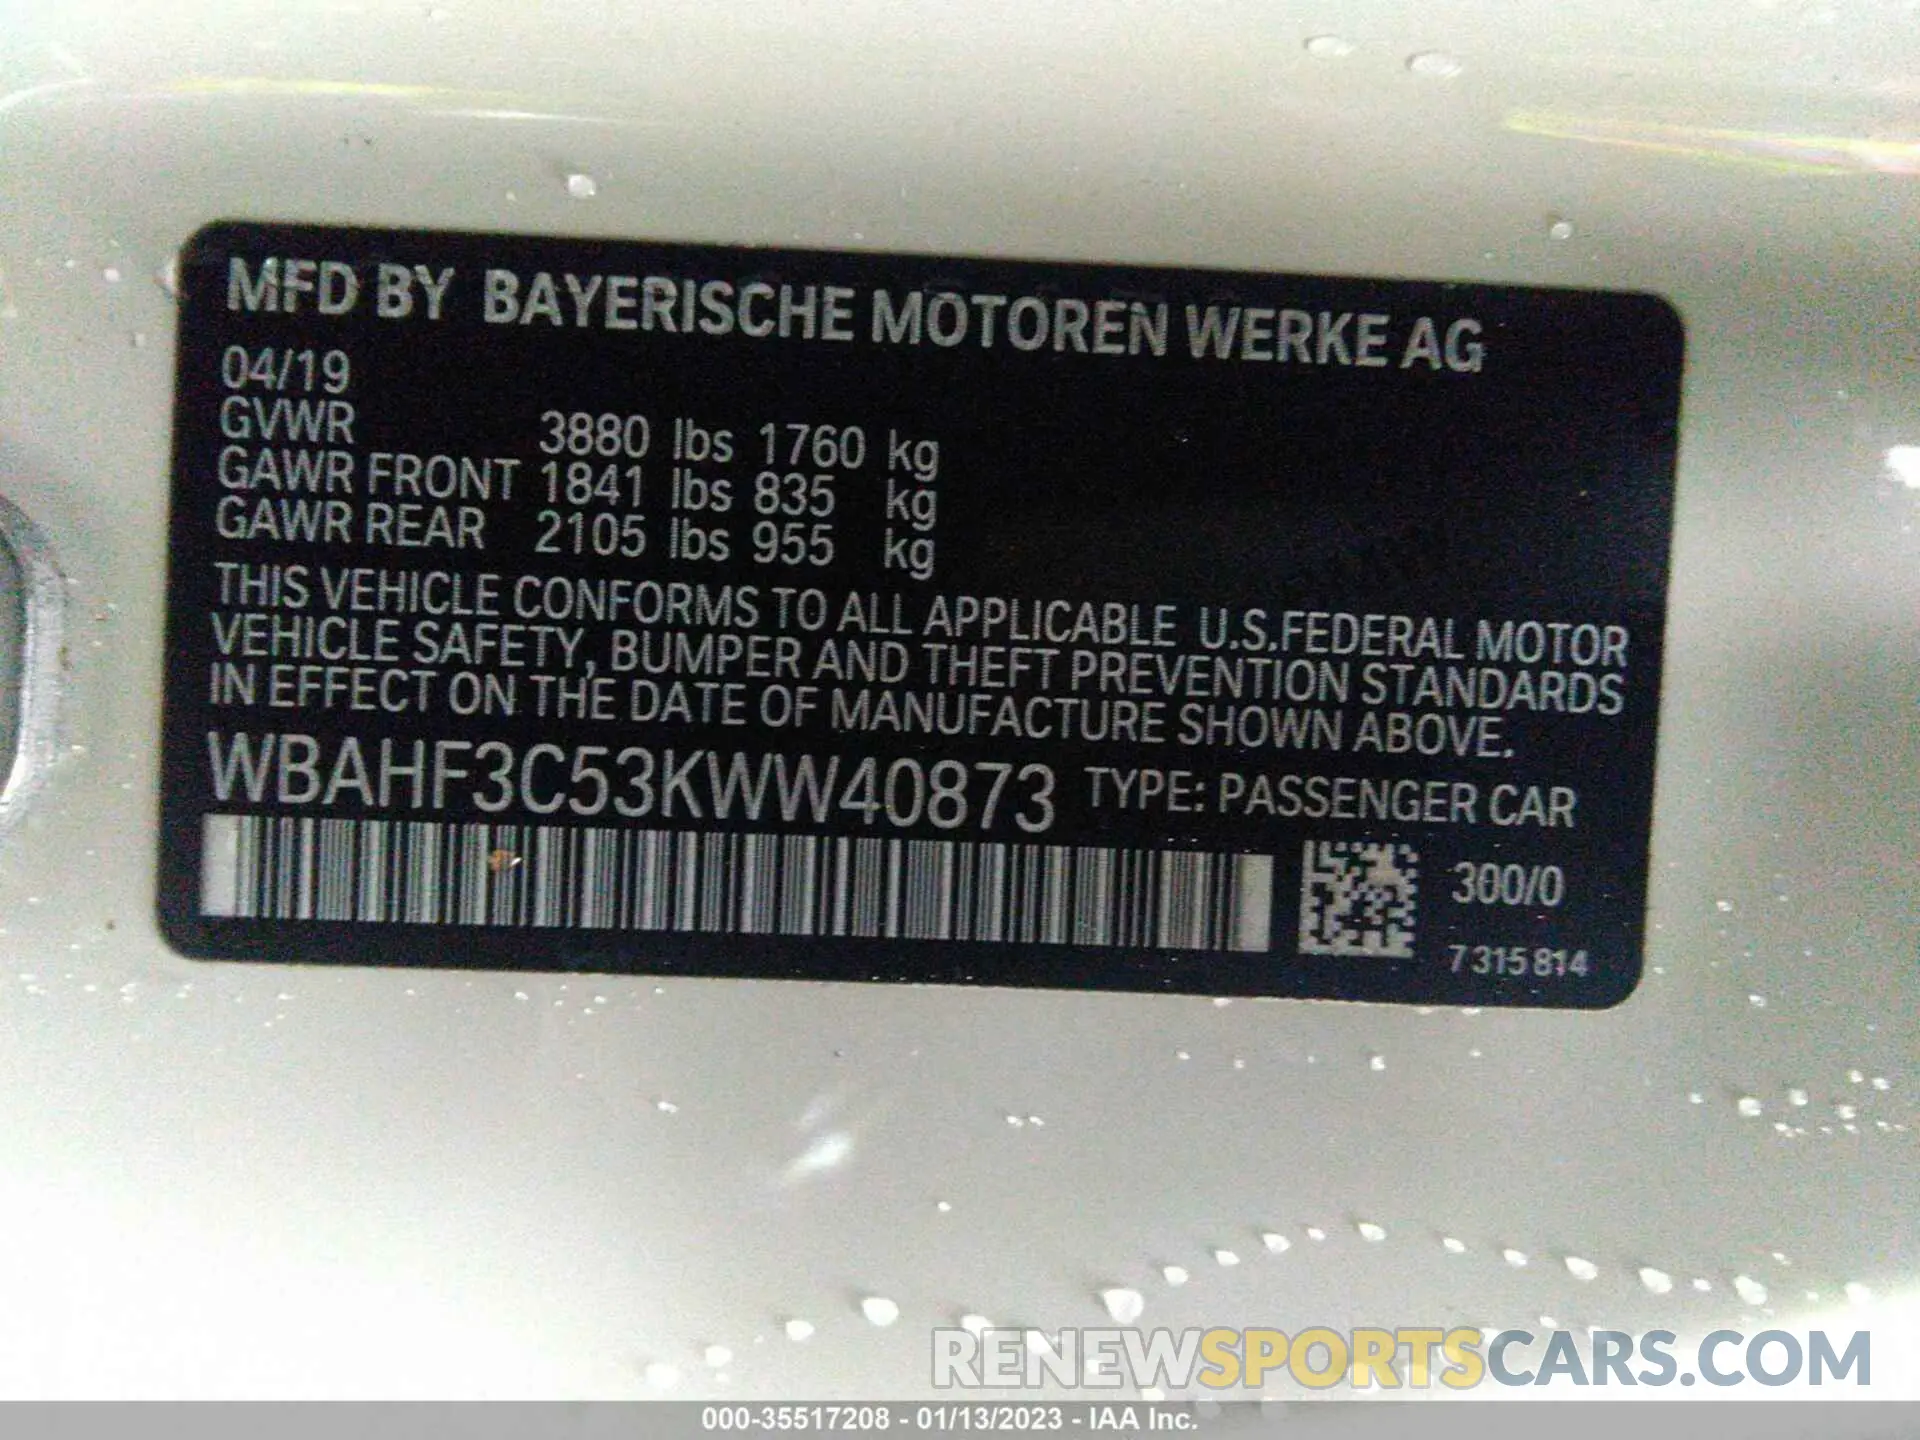 MFD BY BAYERISCHE MOTOREN WERKE AG
04/19
GVWR 3880 lbs 1760 kg
GAWR FRONT 1841 lbs 835 kg
GAWR REAR 2105 lbs 955 kg
THIS VEHICLE CONFORMS TO ALL APPLICABLE U.S.FEDERAL MOTOR
VEHICLE SAFETY, BUMPER AND THEFT PREVENTION STANDARDS
IN EFFECT ON THE DATE OF MANUFACTURE SHOWN ABOVE.
WBAHF3C53KWW40873 TYPE: PASSENGER CAR
300/0
7 315 814
RENEWSPORTSCARS.COM
000-35517208 - 01/13/2023 - IAA Inc.